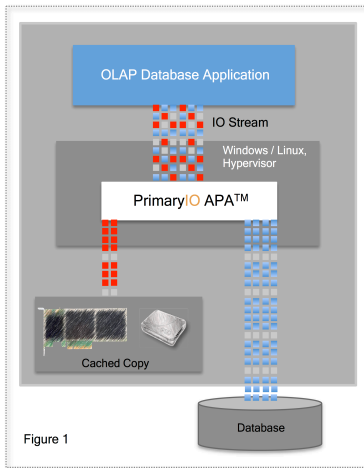 OLAP Database Application
IO Stream
Windows / Linux,
Hypervisor
PrimaryIO APA™
Cached Copy
Database
Figure 1